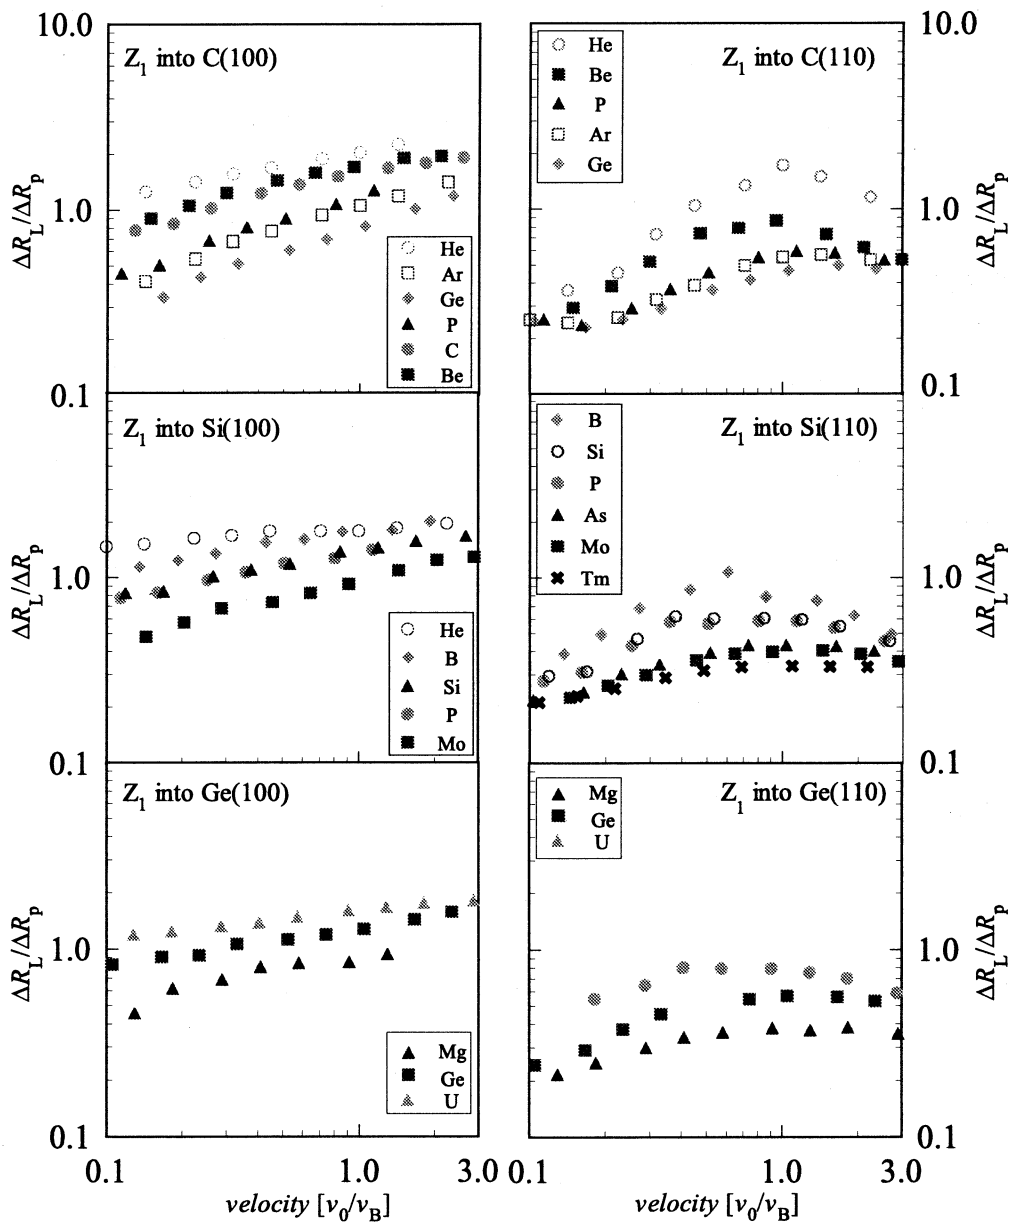 10.0
Z1 into C(100)
ΔRL/ΔRp
1.0
He
Ar
Ge
P
C
Be
0.1
He
Be
P
Ar
Ge
Z1 into C(110)
10.0
ΔRL/ΔRp
1.0
0.1
Z1 into Si(100)
ΔRL/ΔRp
1.0
He
B
Si
P
Mo
0.1
B
Si
P
As
Mo
Tm
Z1 into Si(110)
ΔRL/ΔRp
1.0
0.1
Z1 into Ge(100)
ΔRL/ΔRp
1.0
Mg
Ge
U
0.1
Mg
Ge
U
Z1 into Ge(110)
ΔRL/ΔRp
1.0
0.1
0.1 1.0 3.0
velocity [v0/vB]
0.1 1.0 3.0
velocity [v0/vB]